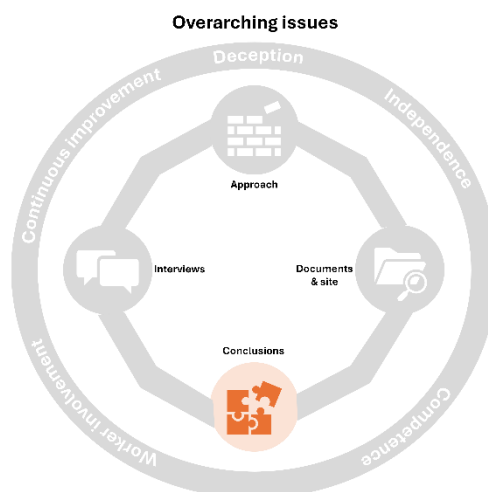 Overarching issues
Deception
Continuous improvement
Independence
Approach
Interviews
Documents
& site
Conclusions
Worker involvement
Competence